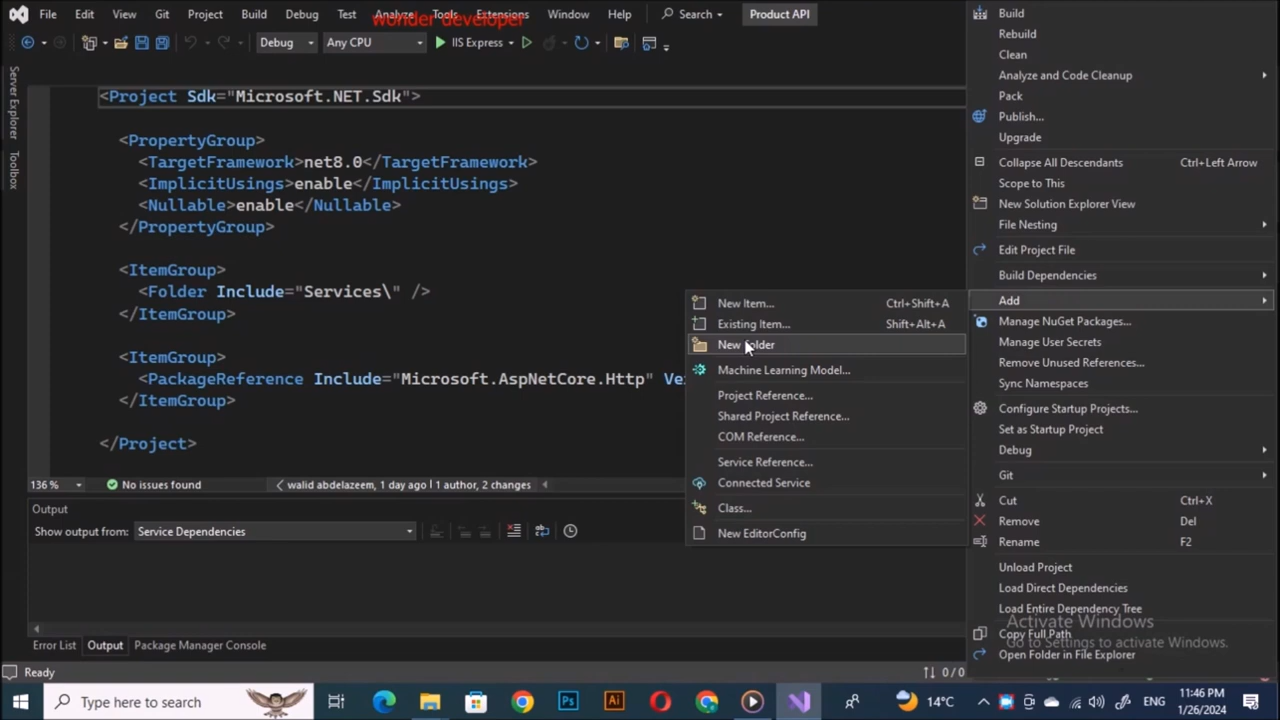 File Edit View Git Project Build Debug Test Analyze Tools Extensions Window Help Search Product API
wonder developer
Debug Any CPU IIS Express
Server Explorer
Toolbox
<Project Sdk="Microsoft.NET.Sdk">
<PropertyGroup>
<TargetFramework>net8.0</TargetFramework>
<ImplicitUsings>enable</ImplicitUsings>
<Nullable>enable</Nullable>
</PropertyGroup>
<ItemGroup>
<Folder Include="Services\" />
</ItemGroup>
<ItemGroup>
<PackageReference Include="Microsoft.AspNetCore.Http" Ve
</ItemGroup>
</Project>
136 % No issues found walid abdelazeem, 1 day ago | 1 author, 2 changes
Output
Show output from: Service Dependencies
Error List Output Package Manager Console
Ready 0/0
New Item... Ctrl+Shift+A
Existing Item... Shift+Alt+A
New Folder
Machine Learning Model...
Project Reference...
Shared Project Reference...
COM Reference...
Service Reference...
Connected Service
Class...
New EditorConfig
Build
Rebuild
Clean
Analyze and Code Cleanup
Pack
Publish...
Upgrade
Collapse All Descendants Ctrl+Left Arrow
Scope to This
New Solution Explorer View
File Nesting
Edit Project File
Build Dependencies
Add
Manage NuGet Packages...
Manage User Secrets
Remove Unused References...
Sync Namespaces
Configure Startup Projects...
Set as Startup Project
Debug
Git
Cut Ctrl+X
Remove Del
Rename F2
Unload Project
Load Direct Dependencies
Load Entire Dependency Tree
Activate Windows
Copy Full Path
Go to Settings to activate Windows.
Open Folder in File Explorer
Type here to search
Ps
Ai
14°C
ENG
11:46 PM
1/26/2024